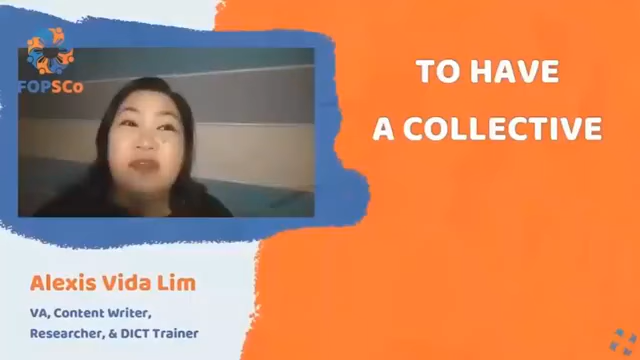 FOPSCo
TO HAVE
A COLLECTIVE
Alexis Vida Lim
VA, Content Writer,
Researcher, & DICT Trainer